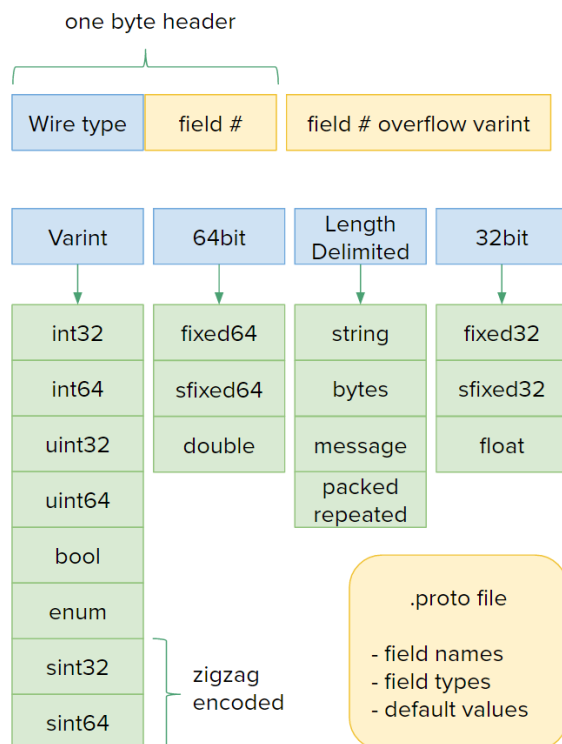 one byte header
Wire type
field #
field # overflow varint
Varint
64bit
Length
Delimited
32bit
int32
fixed64
string
fixed32
int64
sfixed64
bytes
sfixed32
uint32
double
message
float
uint64
packed
repeated
bool
enum
sint32
sint64
zigzag
encoded
.proto file
- field names
- field types
- default values